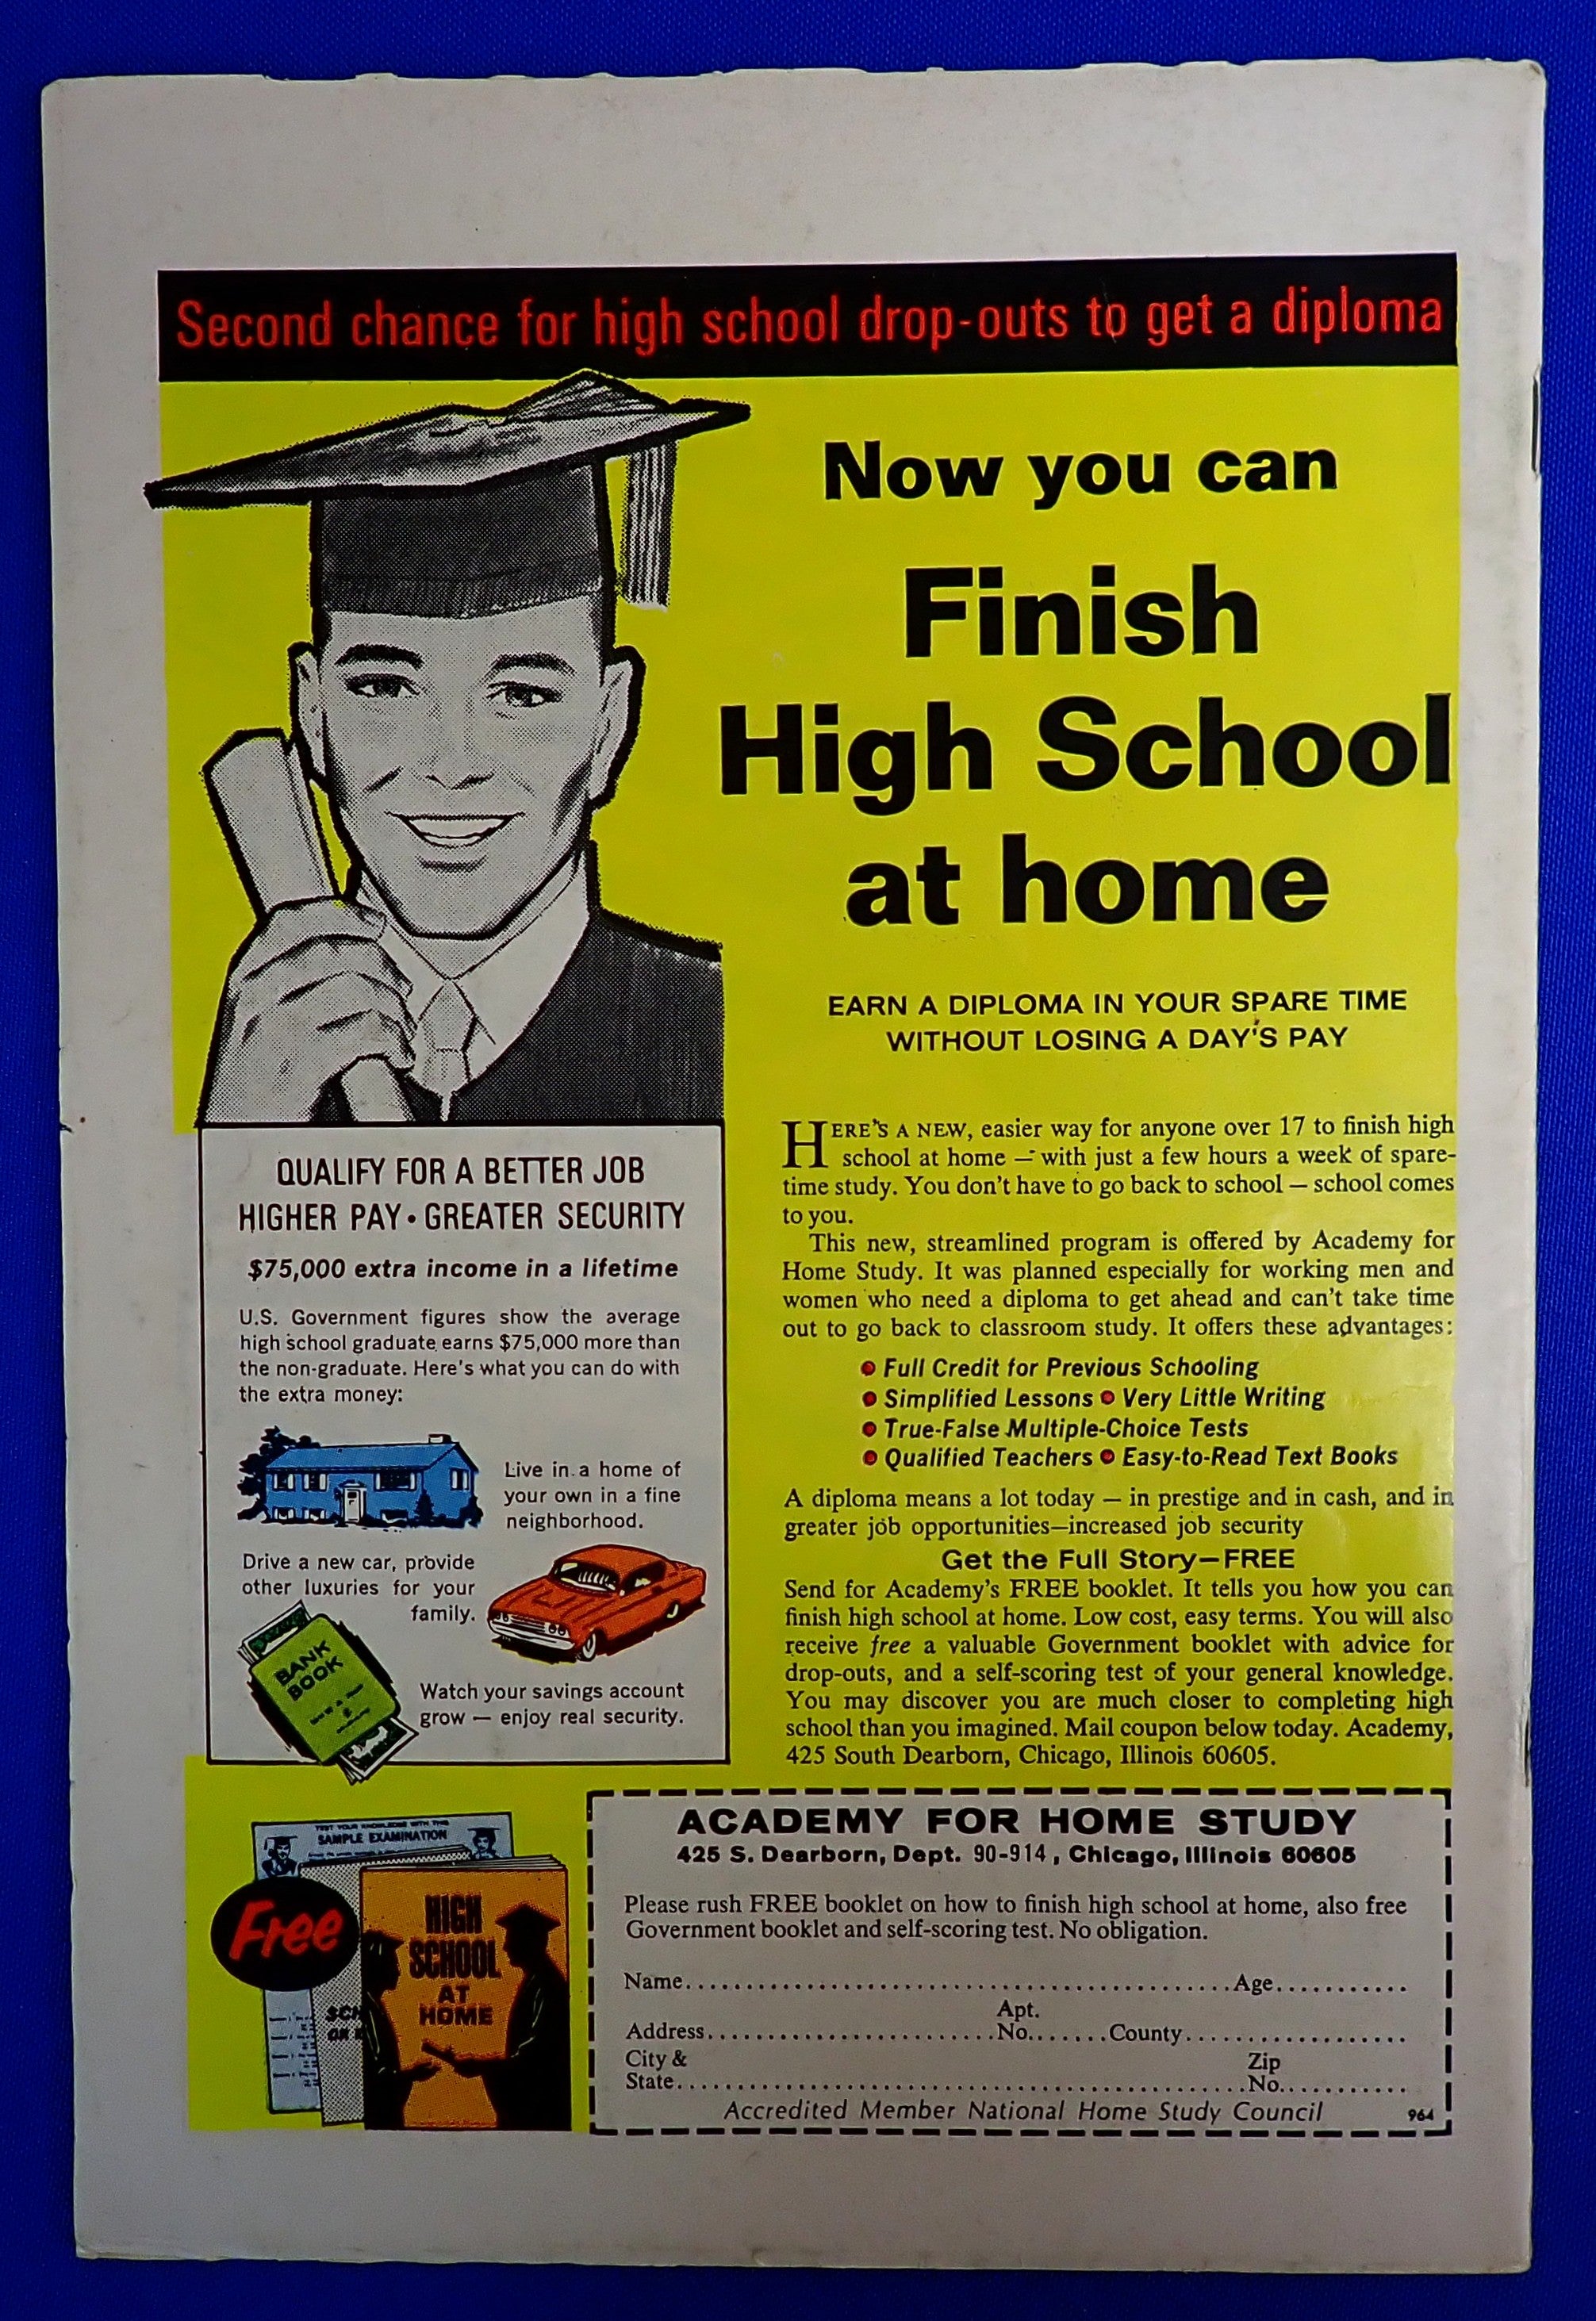 Second chance for high school drop-outs to get a diploma
Now you can
Finish
High School
at home
EARN A DIPLOMA IN YOUR SPARE TIME
WITHOUT LOSING A DAY'S PAY
QUALIFY FOR A BETTER JOB
HIGHER PAY • GREATER SECURITY
$75,000 extra income in a lifetime
U.S. Government figures show the average
high school graduate earns $75,000 more than
the non-graduate. Here's what you can do with
the extra money:
Live in a home of
your own in a fine
neighborhood.
Drive a new car, provide
other luxuries for your
family.
BANK
BOOK
Watch your savings account
grow — enjoy real security.
HERE'S A NEW, easier way for anyone over 17 to finish high
school at home — with just a few hours a week of spare-
time study. You don't have to go back to school — school comes
to you.
This new, streamlined program is offered by Academy for
Home Study. It was planned especially for working men and
women who need a diploma to get ahead and can't take time
out to go back to classroom study. It offers these advantages:
• Full Credit for Previous Schooling
• Simplified Lessons • Very Little Writing
• True-False Multiple-Choice Tests
• Qualified Teachers • Easy-to-Read Text Books
A diploma means a lot today — in prestige and in cash, and in
greater job opportunities—increased job security
Get the Full Story—FREE
Send for Academy's FREE booklet. It tells you how you can
finish high school at home. Low cost, easy terms. You will also
receive free a valuable Government booklet with advice for
drop-outs, and a self-scoring test of your general knowledge.
You may discover you are much closer to completing high
school than you imagined. Mail coupon below today. Academy,
425 South Dearborn, Chicago, Illinois 60605.
TEST YOUR KNOWLEDGE WITH THIS
SAMPLE EXAMINATION
Free
HIGH
SCHOOL
AT
HOME
ACADEMY FOR HOME STUDY
425 S. Dearborn, Dept. 90-914, Chicago, Illinois 60605
Please rush FREE booklet on how to finish high school at home, also free
Government booklet and self-scoring test. No obligation.
Name.......................................................Age.............
Apt.
Address..............................No.......County.......................
City &
Zip
State...........................................................No.............
Accredited Member National Home Study Council
964